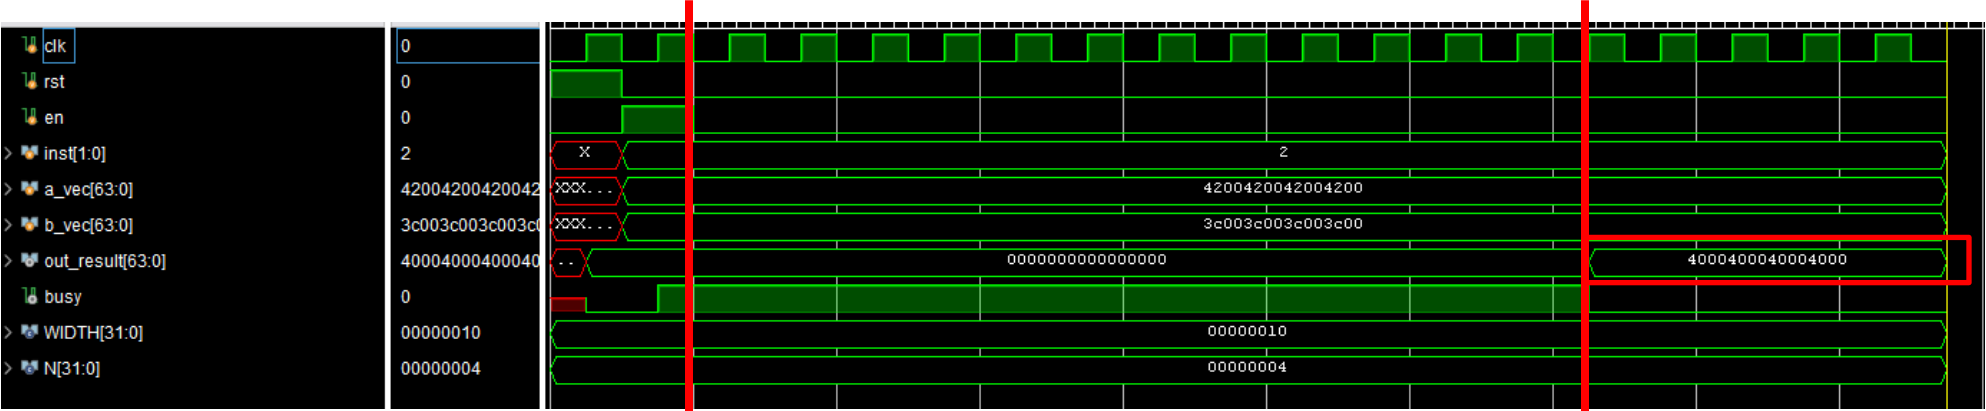 clk 0
rst 0
en 0
inst[1:0] 2 X 2
a_vec[63:0] 42004200420042 XXX... 4200420042004200
b_vec[63:0] 3c003c003c003c0 XXX... 3c003c003c003c00
out_result[63:0] 40004000400040 .. 0000000000000000 4000400040004000
busy 0
WIDTH[31:0] 00000010 00000010
N[31:0] 00000004 00000004